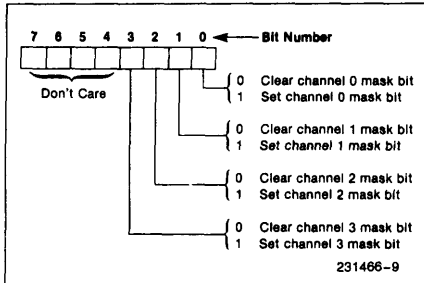 7 6 5 4 3 2 1 0 Bit Number
Don't Care
0 Clear channel 0 mask bit
1 Set channel 0 mask bit
0 Clear channel 1 mask bit
1 Set channel 1 mask bit
0 Clear channel 2 mask bit
1 Set channel 2 mask bit
0 Clear channel 3 mask bit
1 Set channel 3 mask bit
231466-9